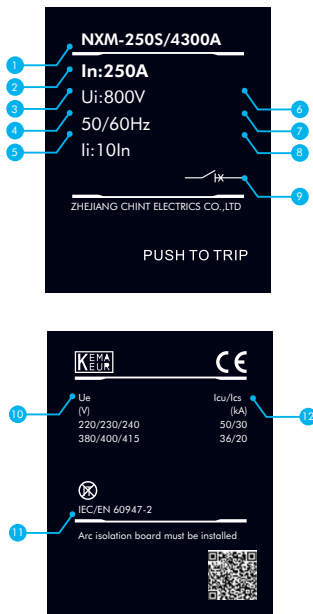 NXM-250S/4300A
1
In:250A
2
Ui:800V
3
6
50/60Hz
4
7
Ii:10In
5
8
9
ZHEJIANG CHINT ELECTRICS CO.,LTD
PUSH TO TRIP
KEMA
KEUR
CE
10
Ue Icu/Ics
12
(V) (kA)
220/230/240 50/30
380/400/415 36/20
IEC/EN 60947-2
11
Arc isolation board must be installed